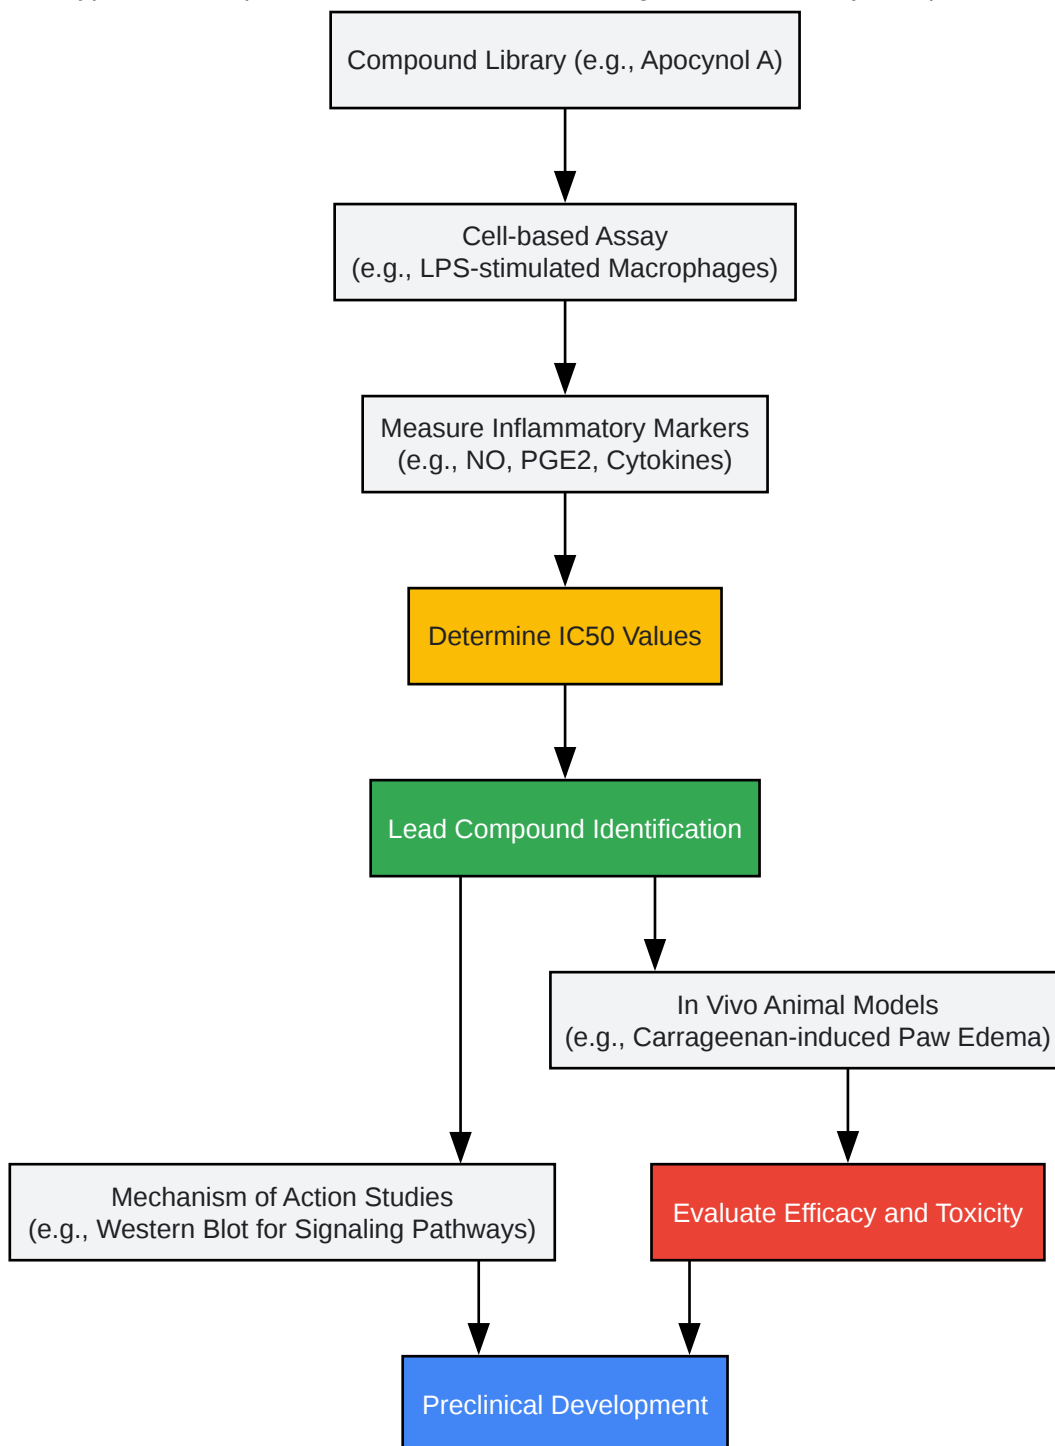 Compound Library (e.g., Apocynol A)
Cell-based Assay
(e.g., LPS-stimulated Macrophages)
Measure Inflammatory Markers
(e.g., NO, PGE2, Cytokines)
Determine IC50 Values
Lead Compound Identification
In Vivo Animal Models
(e.g., Carrageenan-induced Paw Edema)
Mechanism of Action Studies
(e.g., Western Blot for Signaling Pathways)
Evaluate Efficacy and Toxicity
Preclinical Development